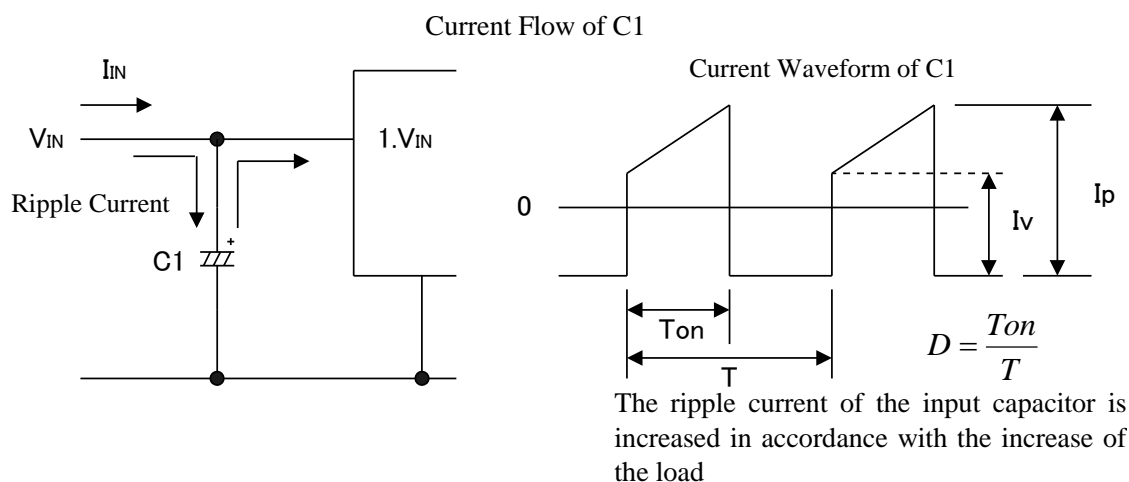 Current Flow of C1
IIN
VIN
1.VIN
Ripple Current
C1
+
Current Waveform of C1
0
Iv
Ip
Ton
T
D = Ton/T
The ripple current of the input capacitor is
increased in accordance with the increase of
the load